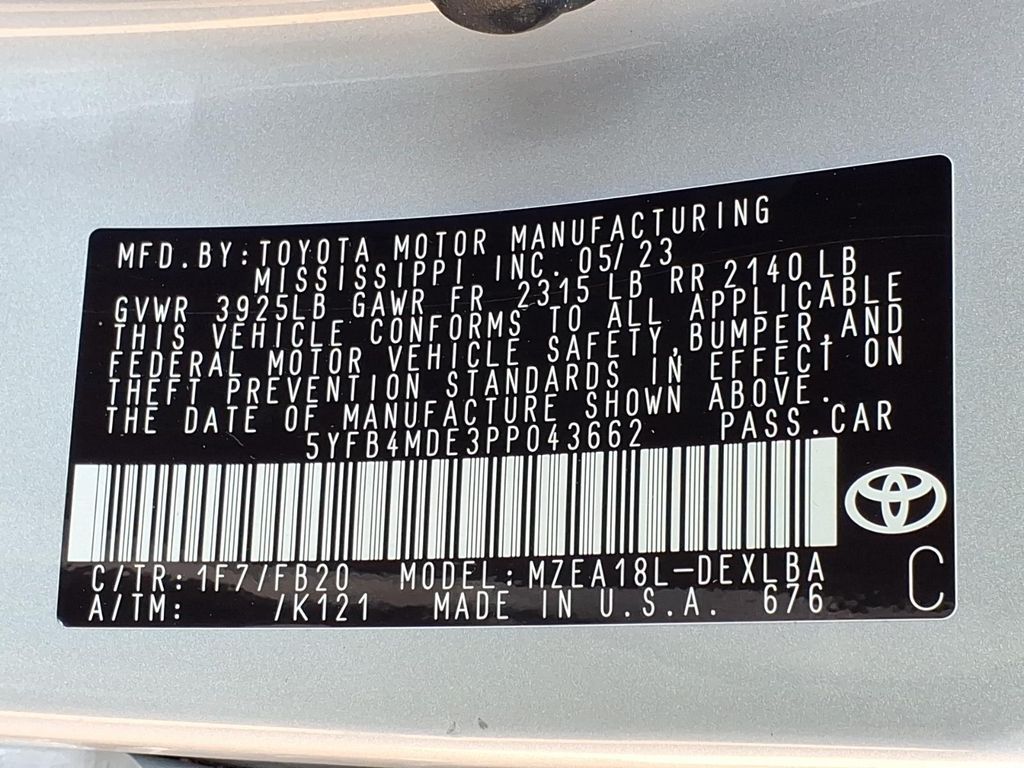 MFD.BY:TOYOTA MOTOR MANUFACTURING
MISSISSIPPI INC. 05/23
GVWR 3925LB GAWR FR 2315 LB RR 2140 LB
THIS VEHICLE CONFORMS TO ALL APPLICABLE
FEDERAL MOTOR VEHICLE SAFETY, BUMPER, AND
THEFT PREVENTION STANDARDS IN EFFECT ON
THE DATE OF MANUFACTURE SHOWN ABOVE.
5YFB4MDE3PP043662 PASS.CAR
C/TR: 1F7/FB20 MODEL: MZEA18L-DEXLBA
A/TM: /K121 MADE IN U.S.A. 676
C